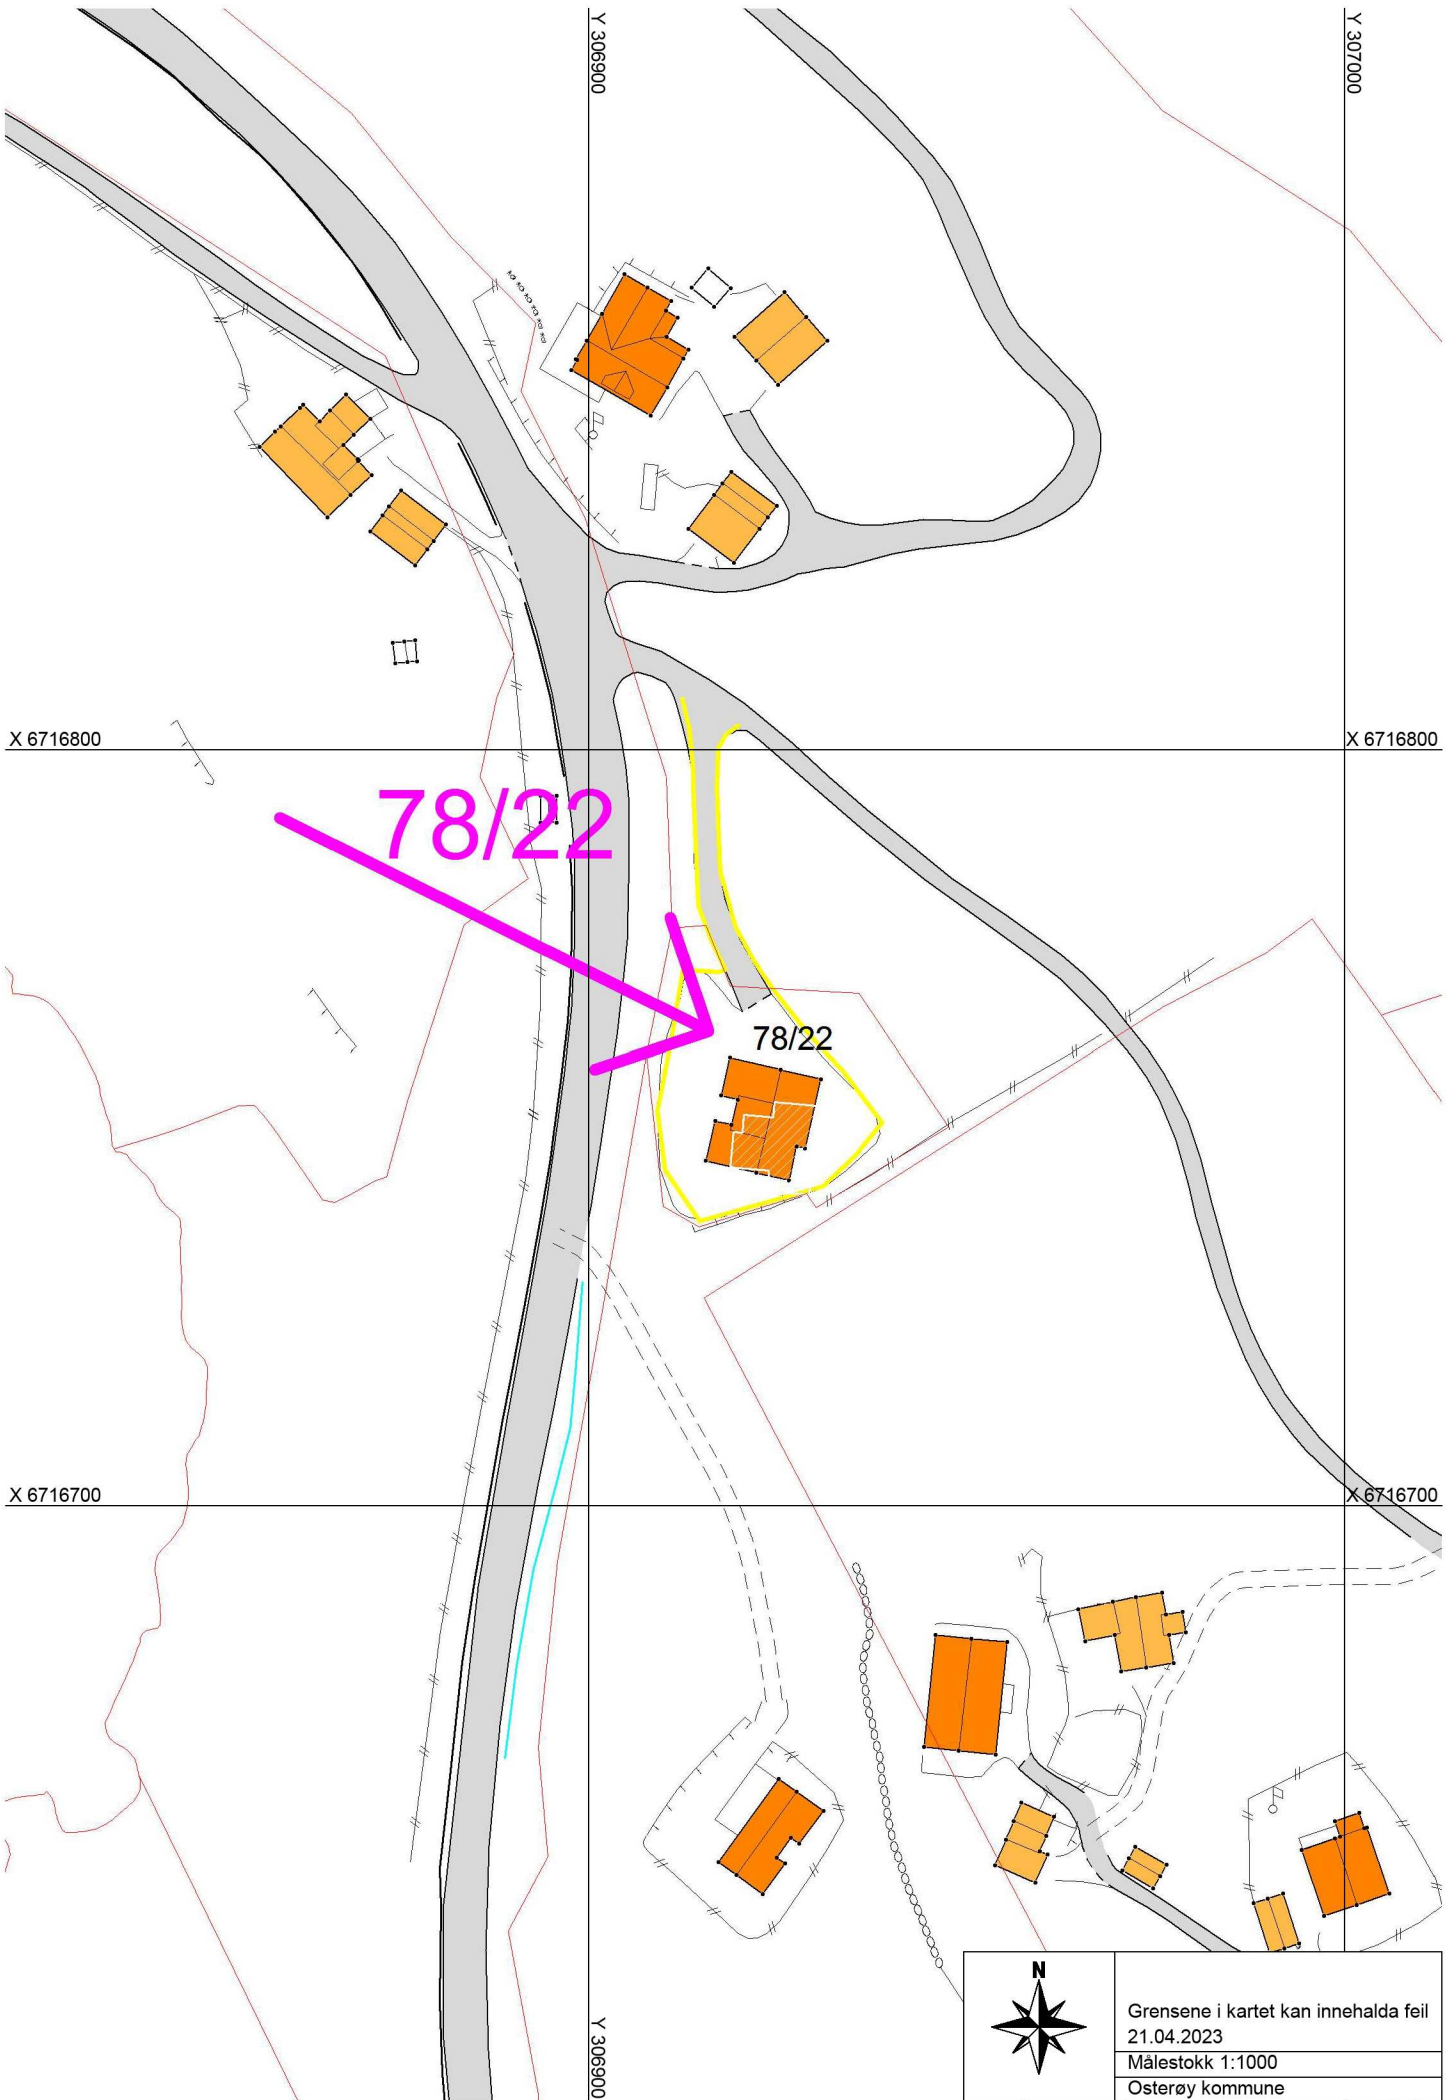 Y 306900
Y 307000
X 6716800
X 6716800
78/22
78/22
X 6716700
X 6716700
Y 306900
N
Grensene i kartet kan innehalda feil
21.04.2023
Målestokk 1:1000
Osterøy kommune